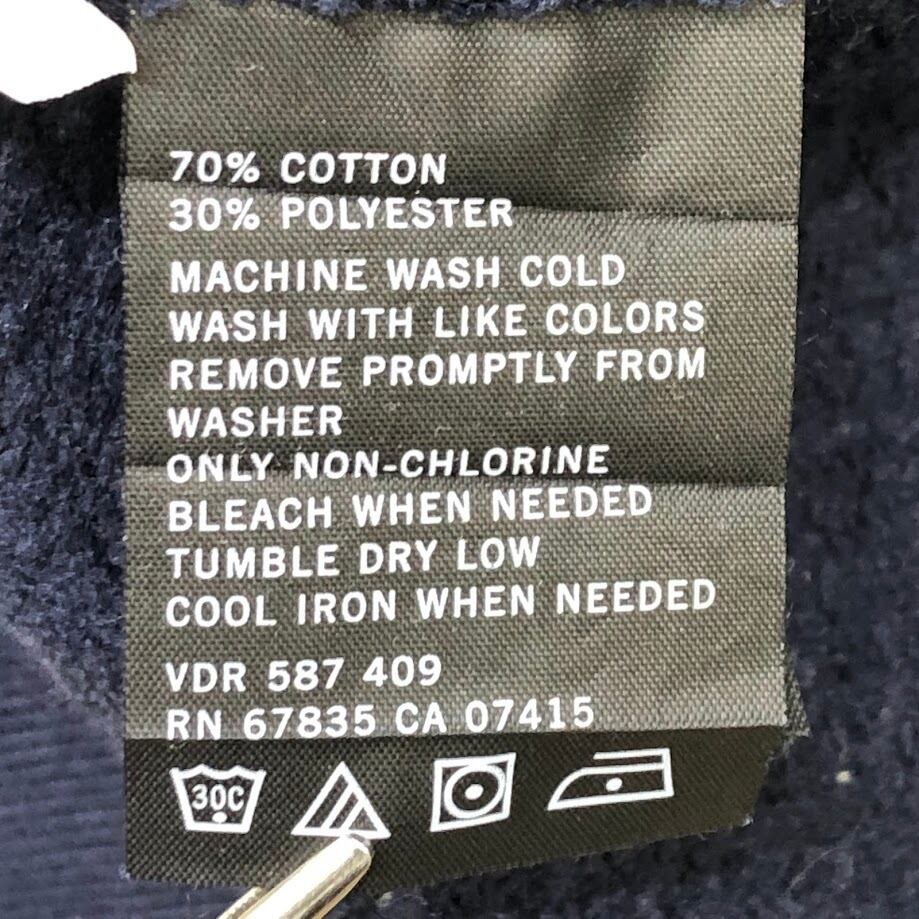 70% COTTON
30% POLYESTER
MACHINE WASH COLD
WASH WITH LIKE COLORS
REMOVE PROMPTLY FROM
WASHER
ONLY NON-CHLORINE
BLEACH WHEN NEEDED
TUMBLE DRY LOW
COOL IRON WHEN NEEDED
VDR 587 409
RN 67835 CA 07415
30C